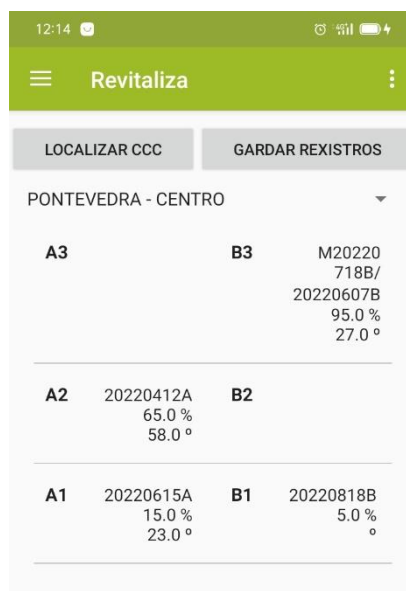 12:14
4G
Revitaliza
LOCALIZAR CCC GARDAR REXISTROS
PONTEVEDRA - CENTRO
A3
B3 M20220
718B/
20220607B
95.0 %
27.0 º
A2 20220412A
65.0 %
58.0 º
B2
A1 20220615A
15.0 %
23.0 º
B1 20220818B
5.0 %
º